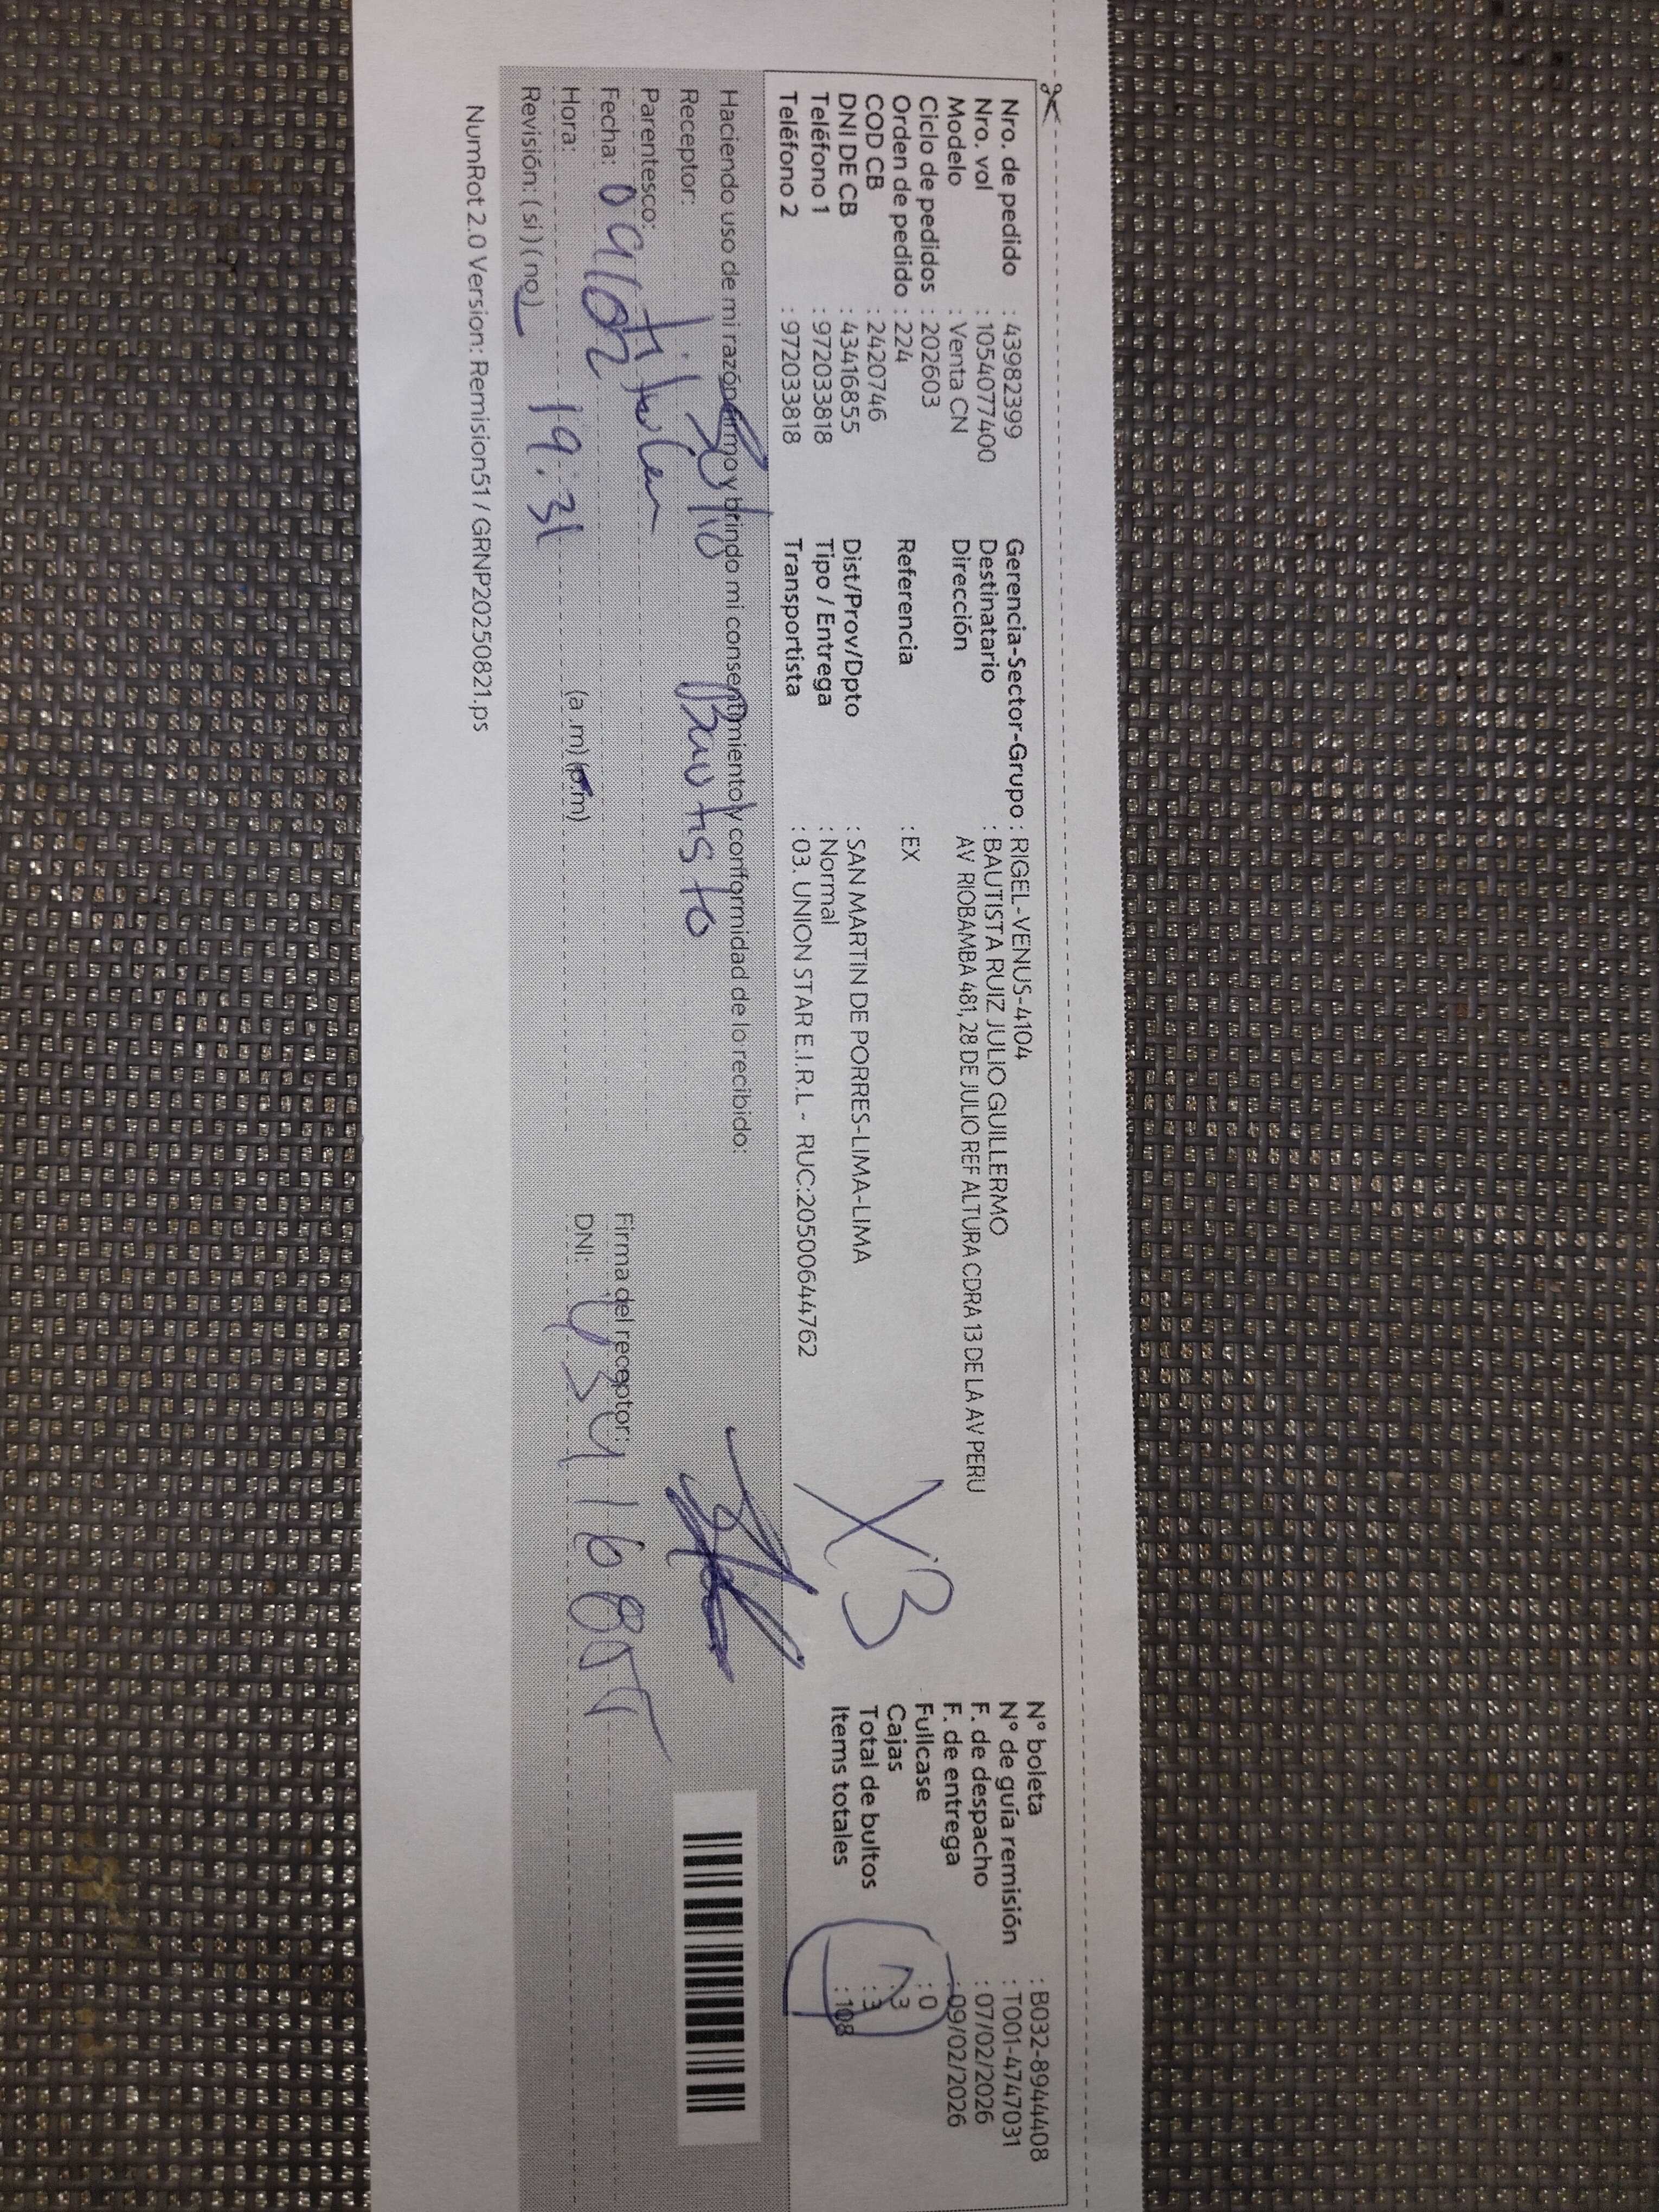 Nro. de pedido : 43982399
Nro. vol : 1054077400
Modelo : Venta CN
Ciclo de pedidos : 202603
Orden de pedido : 224
COD CB : 2420746
DNI DE CB : 43416855
Teléfono 1 : 972033818
Teléfono 2 : 972033818
Gerencia-Sector-Grupo : RIGEL-VENUS-4104
Destinatario : BAUTISTA RUIZ JULIO GUILLERMO
Dirección AV RIOBAMBA 481, 28 DE JULIO REF ALTURA CDRA 13 DE LA AV PERU
Referencia : EX
Dist/Prov/Dpto : SAN MARTIN DE PORRES-LIMA-LIMA
Tipo / Entrega : Normal
Transportista : 03. UNION STAR E.I.R.L - RUC:20500644762
X3
N° boleta : B032-8944408
N° de guía remisión : T001-4747031
F. de despacho : 07/02/2026
F. de entrega : 09/02/2026
Fullcase : 0
Cajas : 3
Total de bultos : 3
Items totales : 108
Haciendo uso de mi razón firmo y brindo mi consentimiento y conformidad de lo recibido:
Receptor: Julio Bautista
Parentesco: titular
Fecha: 09/02
Hora: 19:31 (a.m)(p.m)
Revisión: (si)(no)
Firma del receptor:
DNI: 43416855
NumRot 2.0 Version: Remision51 / GRNP20250821.ps